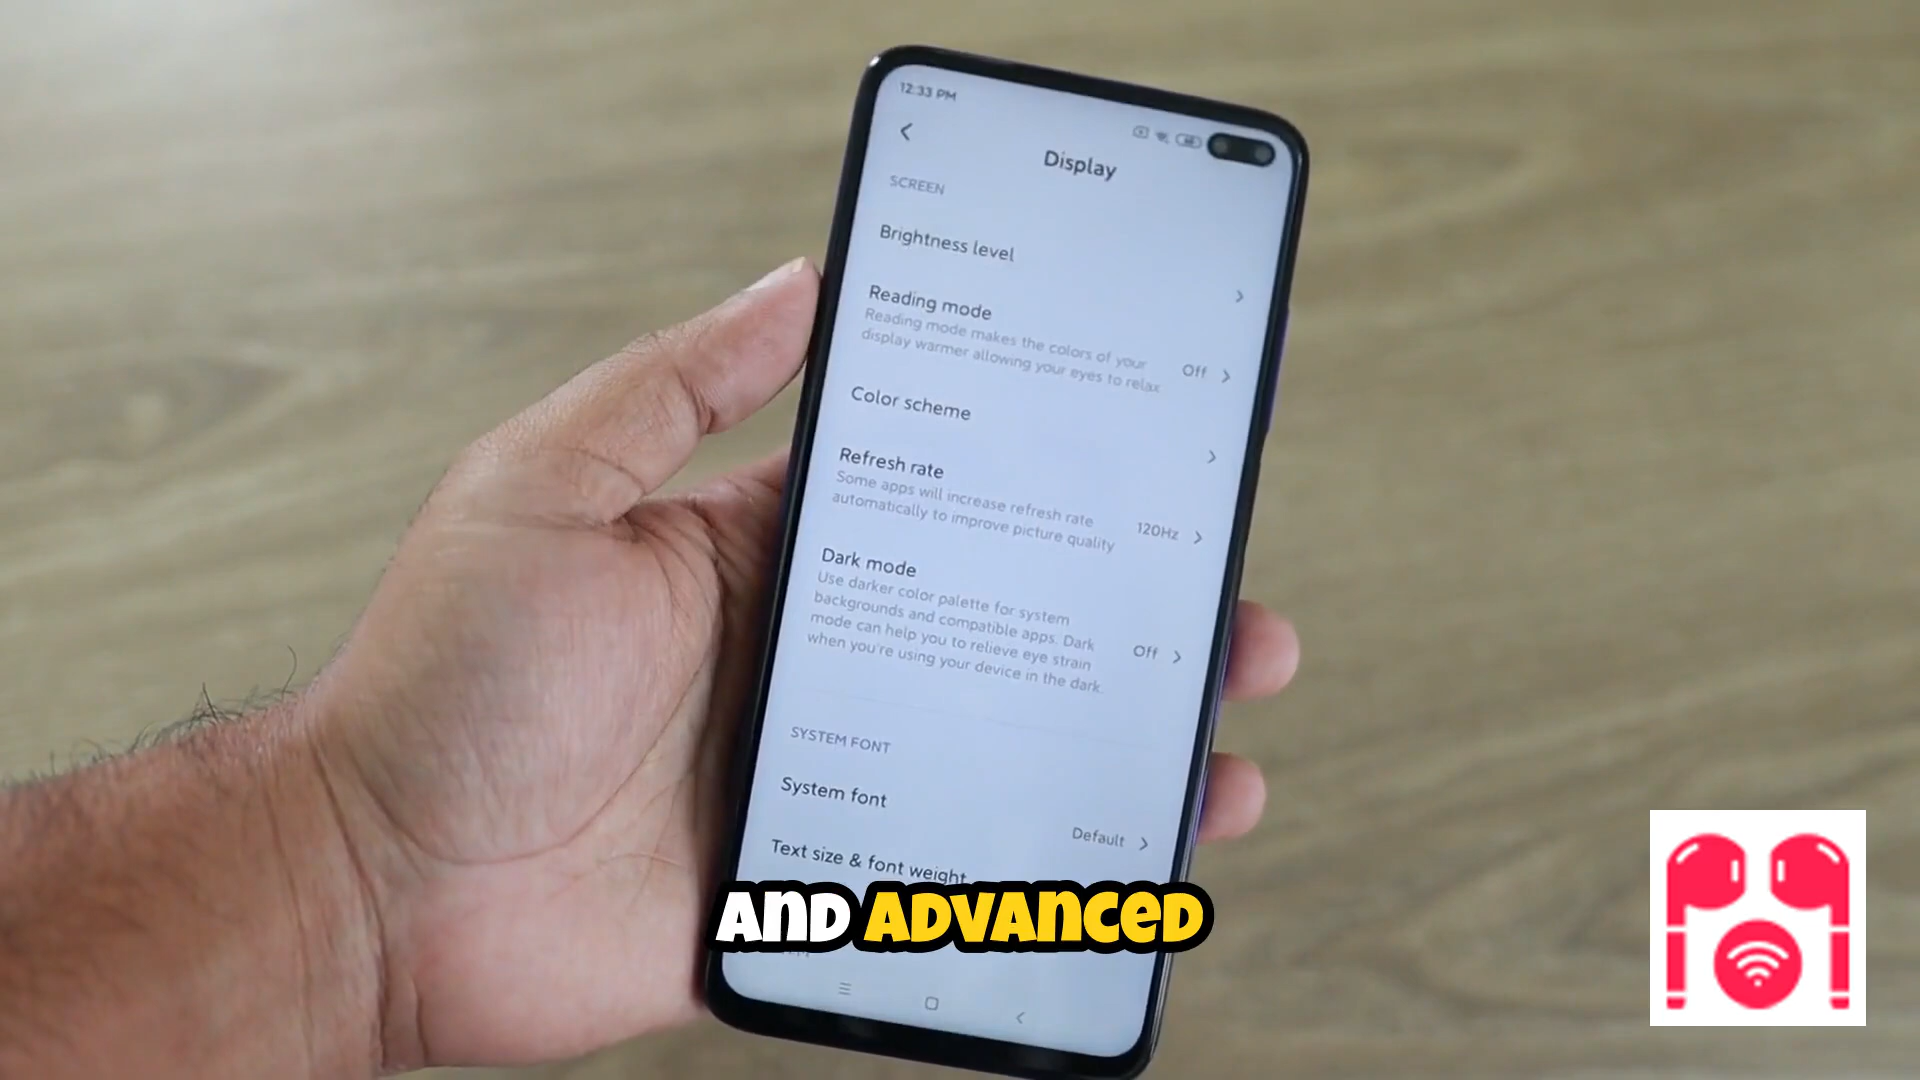 12:33 PM
Display
SCREEN
Brightness level
Reading mode
Reading mode makes the colors of your
display warmer allowing your eyes to relax
Off
Color scheme
Refresh rate
Some apps will increase refresh rate
automatically to improve picture quality
120Hz
Dark mode
Use darker color palette for system
backgrounds and compatible apps. Dark
mode can help you to relieve eye strain
when you're using your device in the dark.
Off
SYSTEM FONT
System font
Default
Text size & font weight
AND ADVANCED